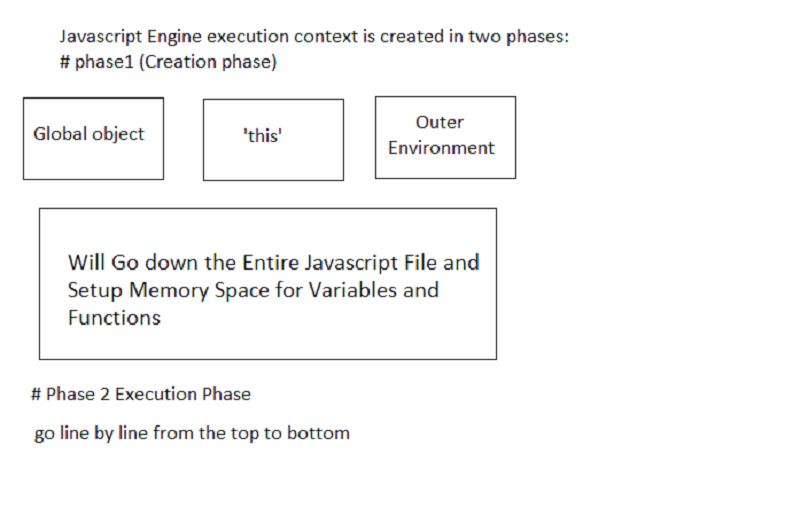 Javascript Engine execution context is created in two phases:
# phase1 (Creation phase)
Global object
'this'
Outer
Environment
Will Go down the Entire Javascript File and
Setup Memory Space for Variables and
Functions
# Phase 2 Execution Phase
go line by line from the top to bottom